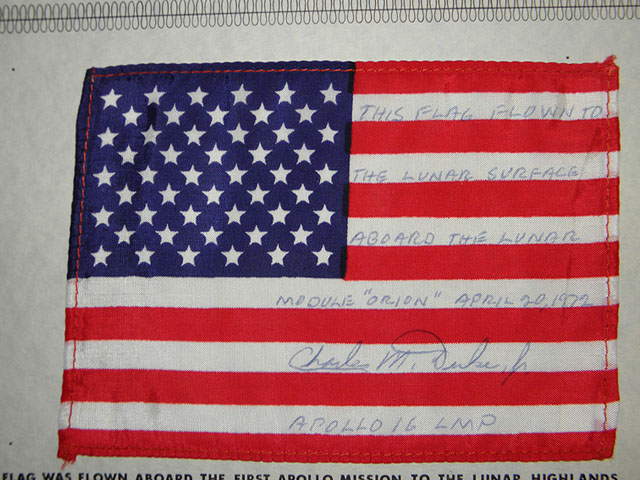 THIS FLAG FLOWN TO
THE LUNAR SURFACE
ABOARD THE LUNAR
MODULE "ORION" APRIL 20, 1972
Charles M. Duke, Jr
APOLLO 16 LMP
FLAG WAS FLOWN ABOARD THE FIRST APOLLO MISSION TO THE LUNAR HIGHLANDS